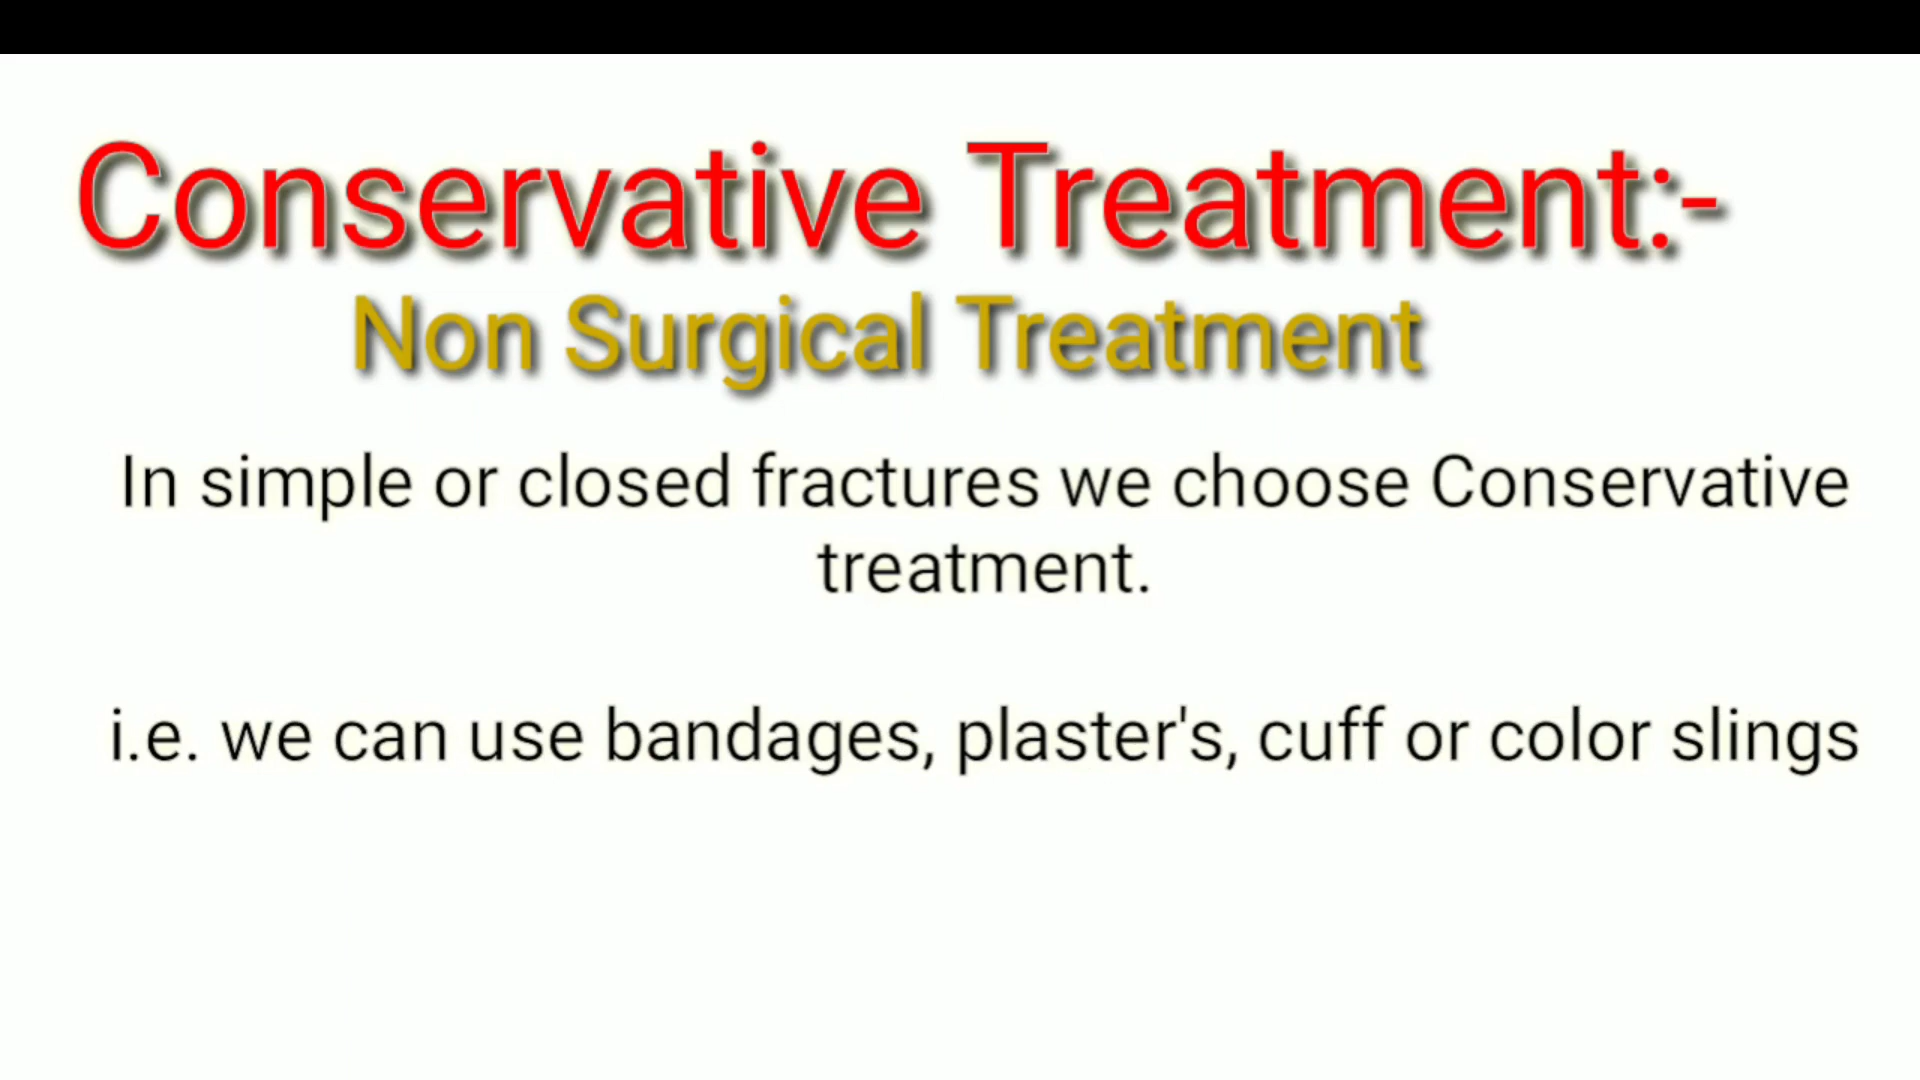 Conservative Treatment:-
Non Surgical Treatment
In simple or closed fractures we choose Conservative
treatment.
i.e. we can use bandages, plaster's, cuff or color slings